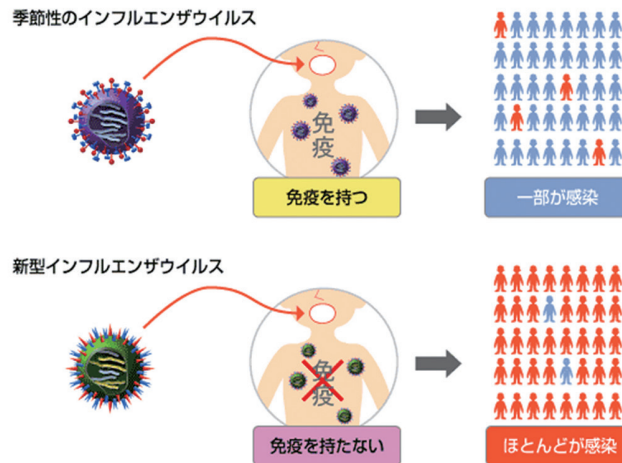 季節性のインフルエンザウイルス
免疫
免疫を持つ
一部が感染
新型インフルエンザウイルス
免疫
免疫を持たない
ほとんどが感染